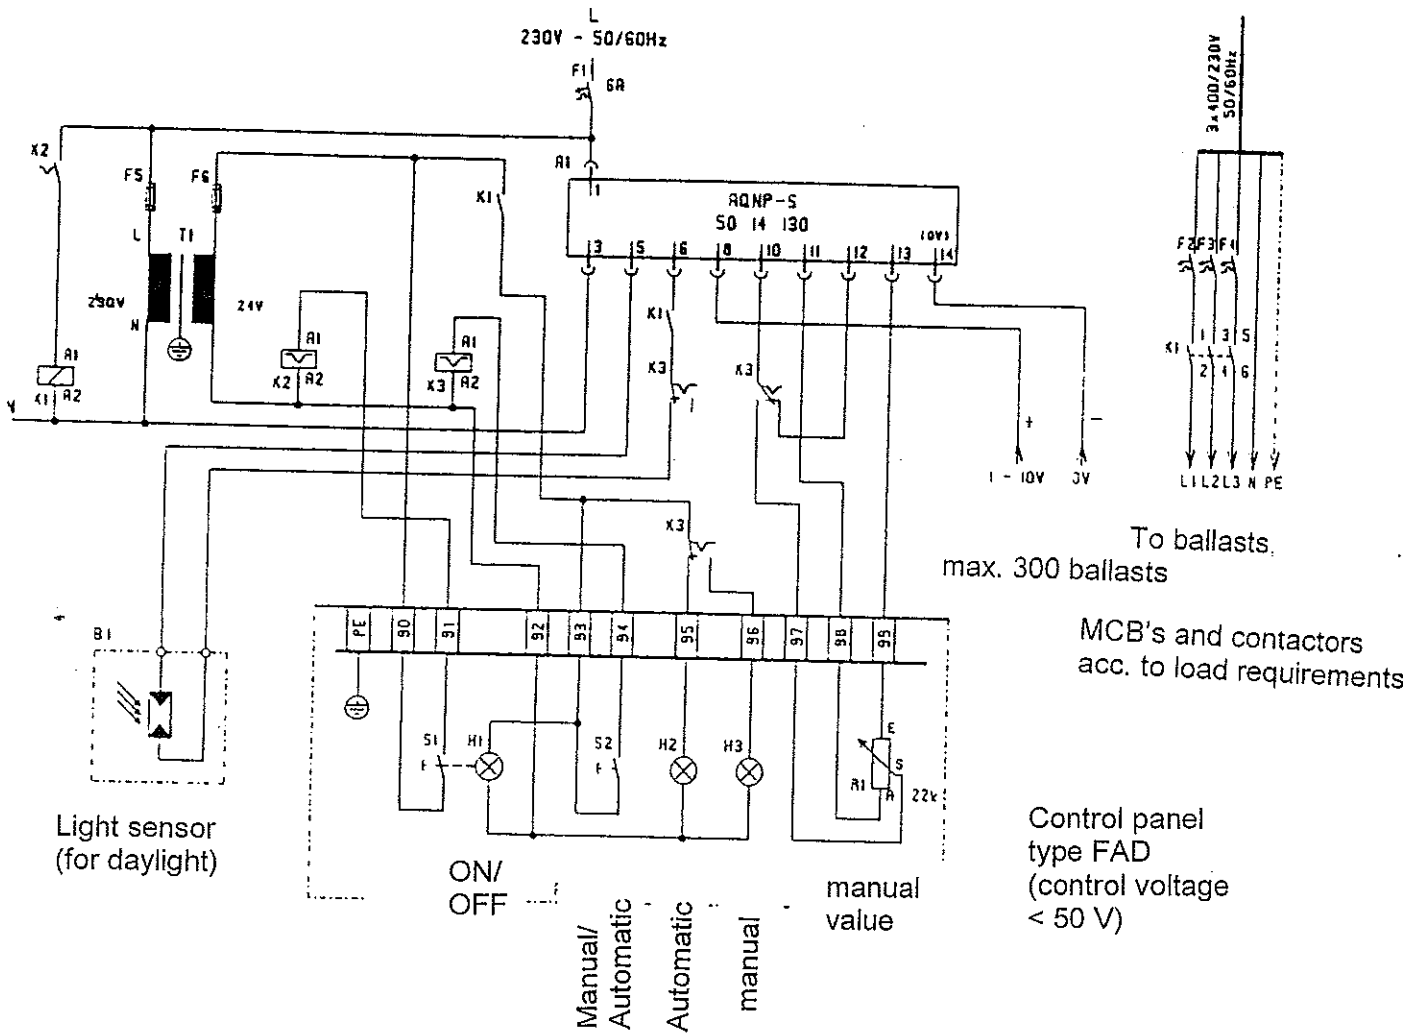 L
230V - 50/60Hz
F1
6A
3x400/230V
50/60Hz
K2
A1
F5
F6
K1
1
AQNP-S
50 14 130
(0V)
3 5 6 8 10 11 12 13 14
L
T1
N
230V
24V
F2 F3 F4
K1
1 3 5
2 4 6
A1
K2 A2
A1
K3 A2
A1
K1 A2
K1
K3
K3
+
-
1 - 10V
0V
L1 L2 L3 N PE
K3
To ballasts,
max. 300 ballasts
B1
PE 90 91 92 93 94 95 96 97 98 99
MCB's and contactors
acc. to load requirements
S1
H1
S2
H2
H3
E
S
R1
A
22k
Light sensor
(for daylight)
Control panel
type FAD
(control voltage
< 50 V)
ON/
OFF
Manual/
Automatic
Automatic
manual
manual
value